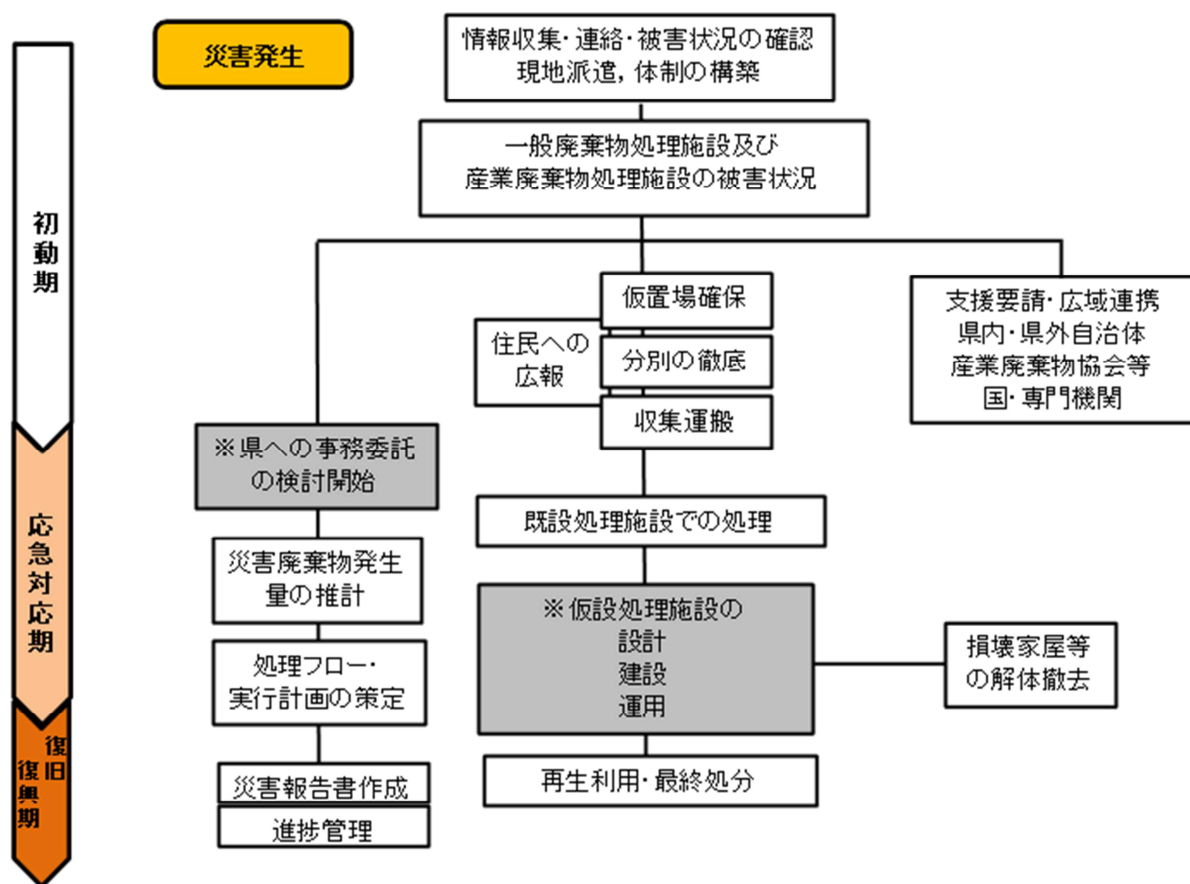 災害発生
情報収集・連絡・被害状況の確認
現地派遣,体制の構築
一般廃棄物処理施設及び
産業廃棄物処理施設の被害状況
初動期
仮置場確保
住民への
広報
分別の徹底
収集運搬
支援要請・広域連携
県内・県外自治体
産業廃棄物協会等
国・専門機関
※県への事務委託
の検討開始
応急対応期
既設処理施設での処理
災害廃棄物発生
量の推計
※仮設処理施設の
設計
建設
運用
損壊家屋等
の解体撤去
処理フロー・
実行計画の策定
復旧
復興期
災害報告書作成
進捗管理
再生利用・最終処分